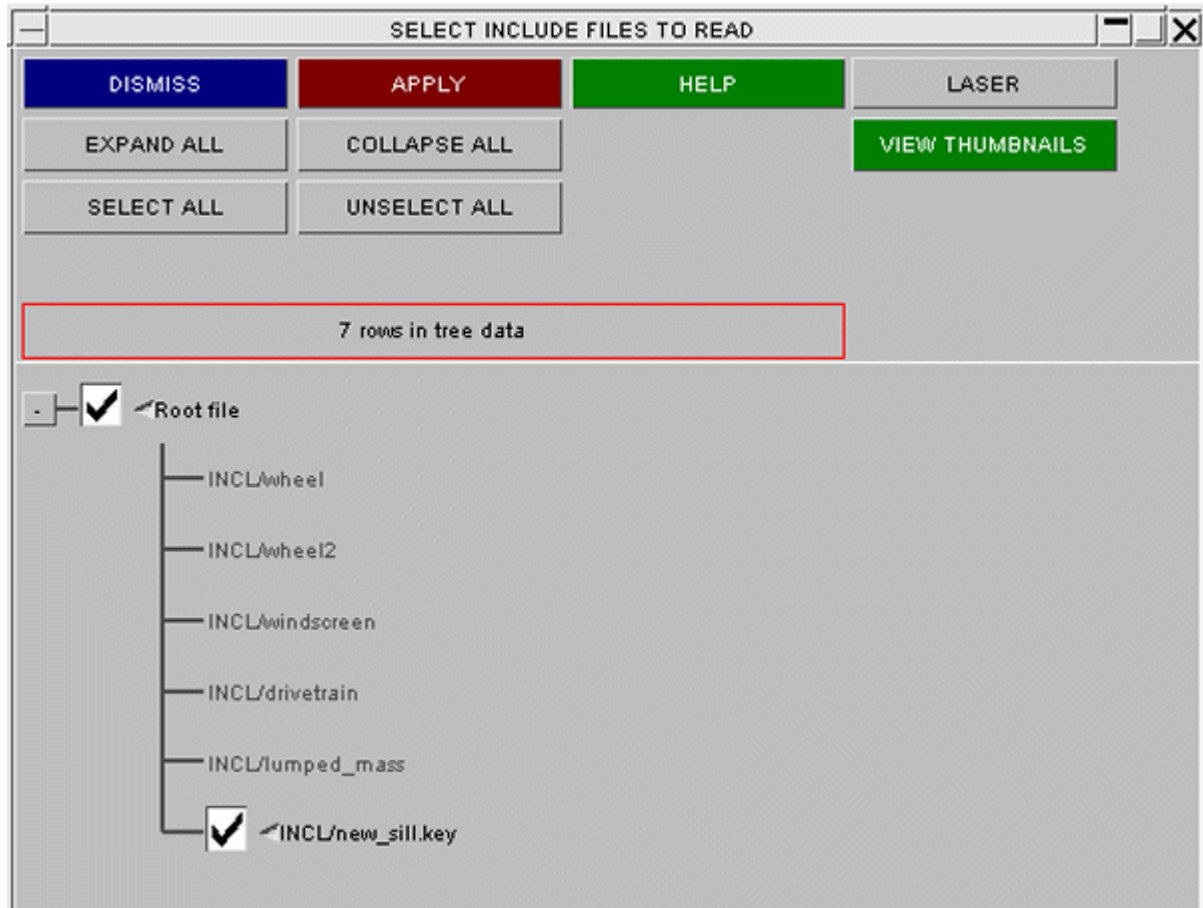 SELECT INCLUDE FILES TO READ
DISMISS APPLY HELP LASER
EXPAND ALL COLLAPSE ALL VIEW THUMBNAILS
SELECT ALL UNSELECT ALL
7 rows in tree data
- Root file
INCL/wheel
INCL/wheel2
INCL/windscreen
INCL/drivetrain
INCL/lumped_mass
INCL/new_sill.key